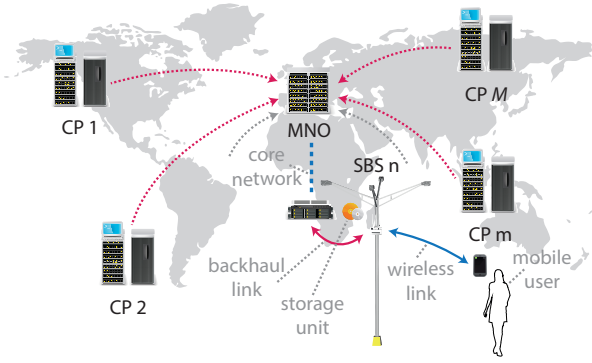 CP 1
CP M
MNO
core
network
SBS n
CP 2
CP m
backhaul
link
storage
unit
wireless
link
mobile
user